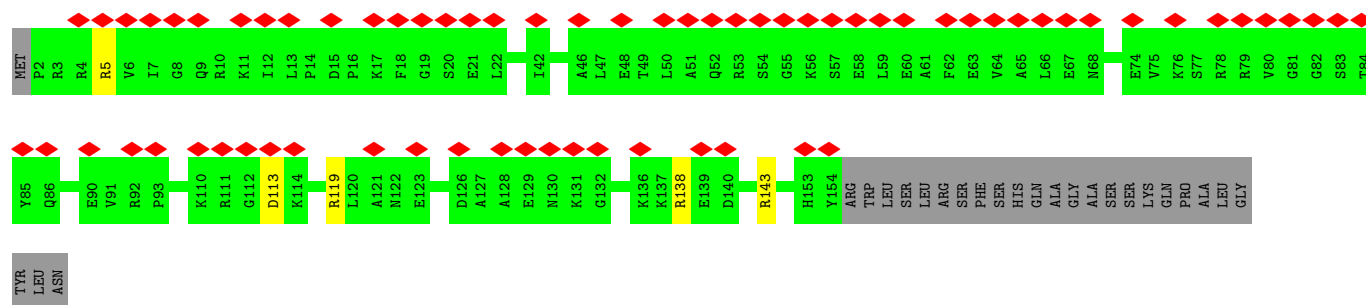 MET P2 R3 R4 R5 V6 I7 G8 Q9 R10 K11 I12 L13 P14 D15 P16 K17 F18 G19 S20 E21 L22 I42 A46 L47 E48 T49 L50 A51 Q52 R53 S54 G55 K56 S57 E58 L59 E60 A61 F62 E63 V64 A65 L66 E67 N68 E74 V75 K76 S77 R78 R79 V80 G81 G82 S83 T84
Y85 Q86 E90 V91 R92 P93 K110 R111 G112 D113 K114 R119 L120 A121 N122 E123 D126 A127 A128 E129 N130 K131 G132 K136 K137 R138 E139 D140 R143 H153 Y154 ARG TRP LEU SER LEU ARG SER PHE SER HIS GLN ALA GLY ALA SER SER LYS GLN PRO ALA LEU GLY
TYR LEU ASN